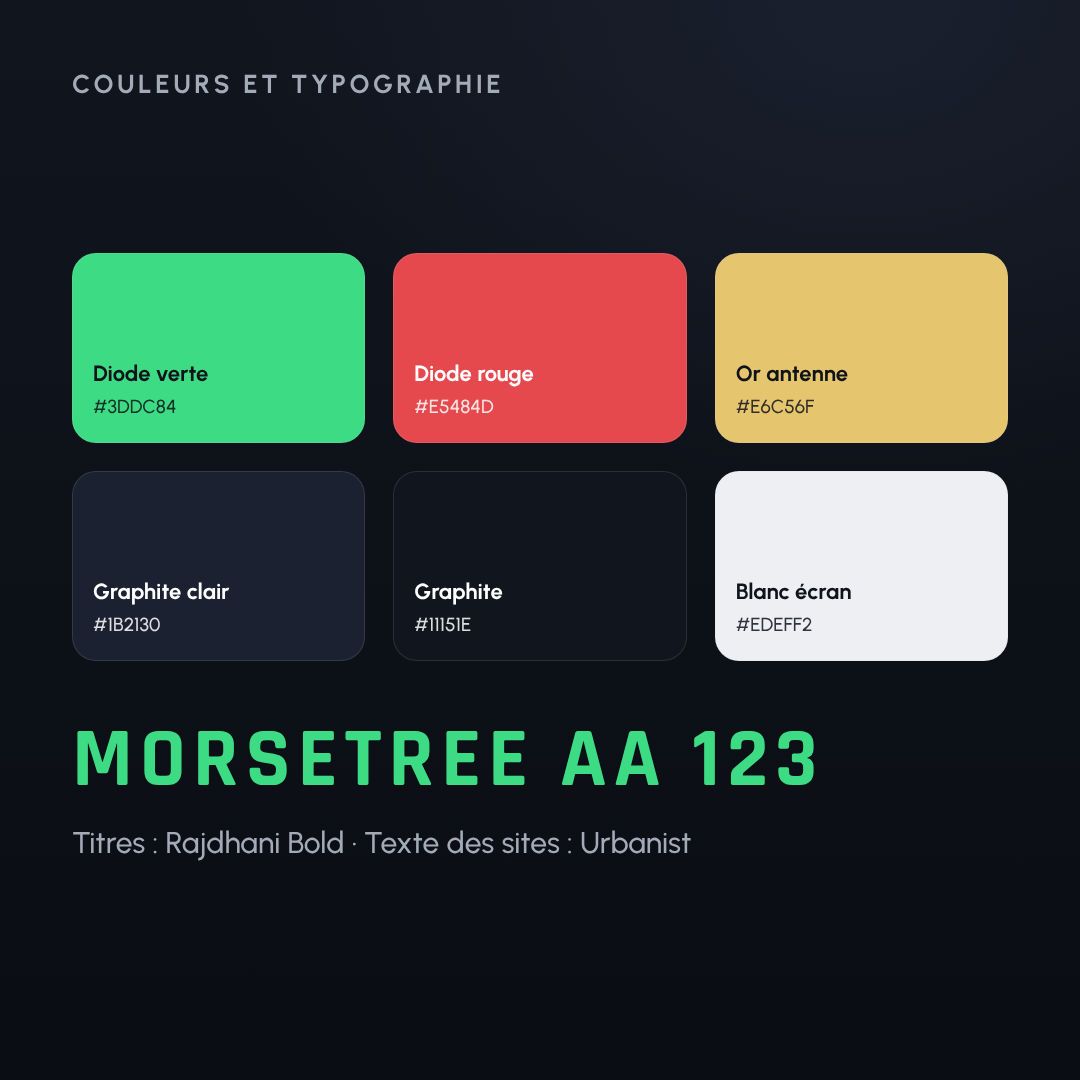 COULEURS ET TYPOGRAPHIE
Diode verte
#3DDC84
Diode rouge
#E5484D
Or antenne
#E6C56F
Graphite clair
#1B2130
Graphite
#11151E
Blanc écran
#EDEFF2
MORSETREE AA 123
Titres : Rajdhani Bold · Texte des sites : Urbanist